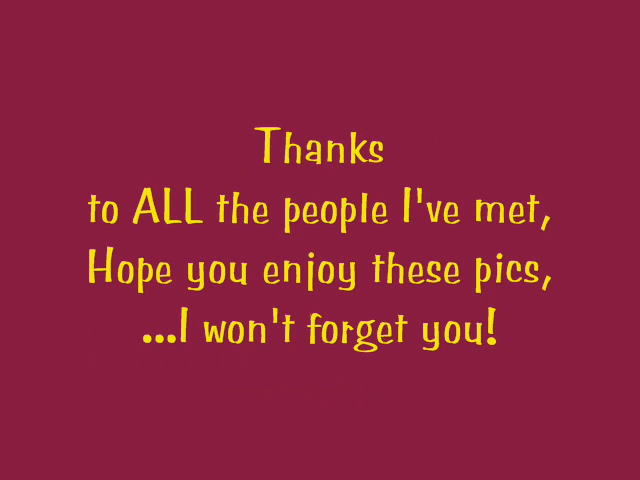 Thanks
to ALL the people I've met,
Hope you enjoy these pics,
...I won't forget you!